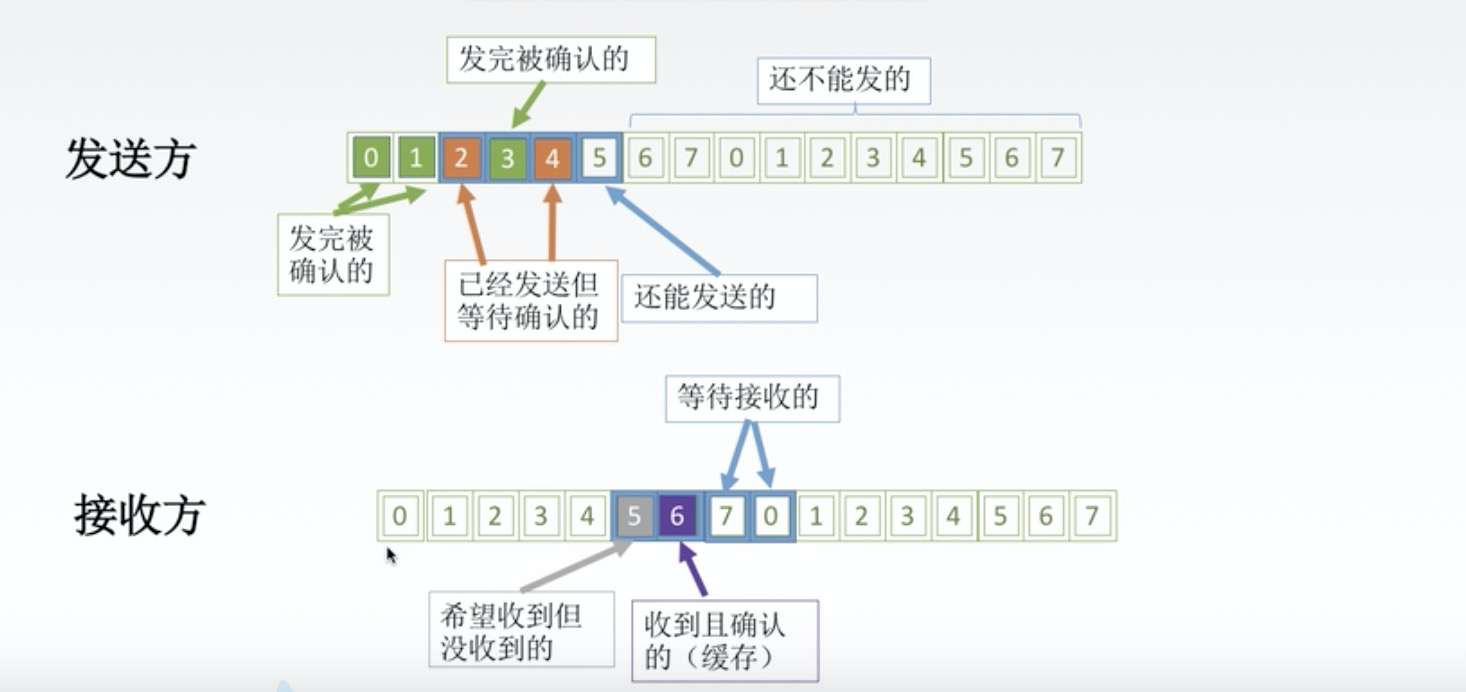 发完被确认的
还不能发的
发送方
0 1 2 3 4 5 6 7 0 1 2 3 4 5 6 7
发完被
确认的
已经发送但
等待确认的
还能发送的
等待接收的
接收方
0 1 2 3 4 5 6 7 0 1 2 3 4 5 6 7
希望收到但
没收到的
收到且确认
的（缓存）